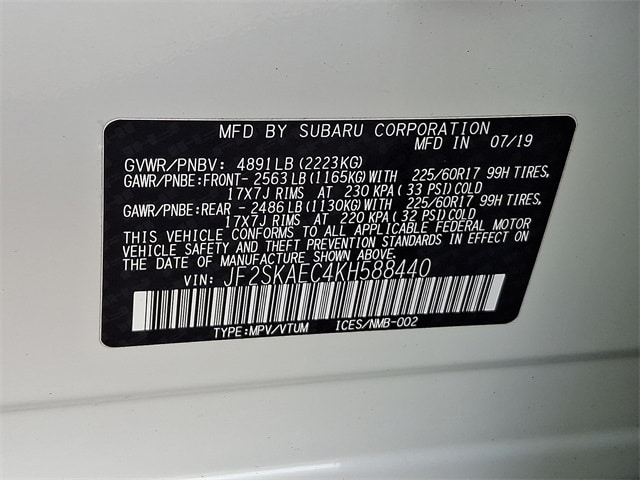 MFD BY SUBARU CORPORATION
MFD IN 07/19
GVWR/PNBV: 4891LB(2223KG)
GAWR/PNBE:FRONT-2563LB(1165KG)WITH 225/60R17 99H TIRES,
17X7J RIMS AT 230 KPA(33 PSI)COLD
GAWR/PNBE:REAR -2486LB(1130KG)WITH 225/60R17 99H TIRES,
17X7J RIMS AT 220 KPA(32 PSI)COLD
THIS VEHICLE CONFORMS TO ALL APPLICABLE FEDERAL MOTOR
VEHICLE SAFETY AND THEFT PREVENTION STANDARDS IN EFFECT ON
THE DATE OF MANUFACTURE SHOWN ABOVE.
VIN: JF2SKAEC4KH588440
TYPE:MPV/VTUM ICES/NMB-002